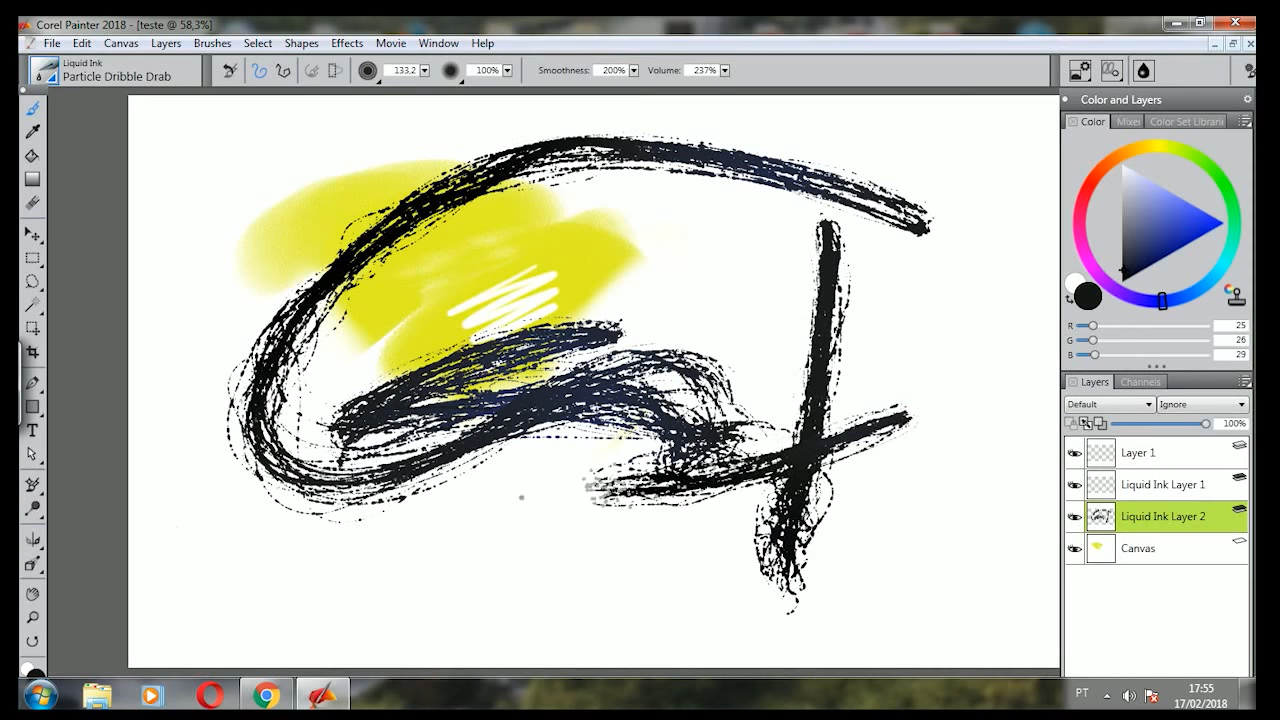 Corel Painter 2018 - [teste @ 58,3%]
File Edit Canvas Layers Brushes Select Shapes Effects Movie Window Help
Liquid Ink
Particle Dribble Drab
133,2 100% Smoothness: 200% Volume: 237%
Color and Layers
Color Mixer Color Set Librari
R 25
G 26
B 29
Layers Channels
Default Ignore
100%
Layer 1
Liquid Ink Layer 1
Liquid Ink Layer 2
Canvas
T
PT
17:55
17/02/2018